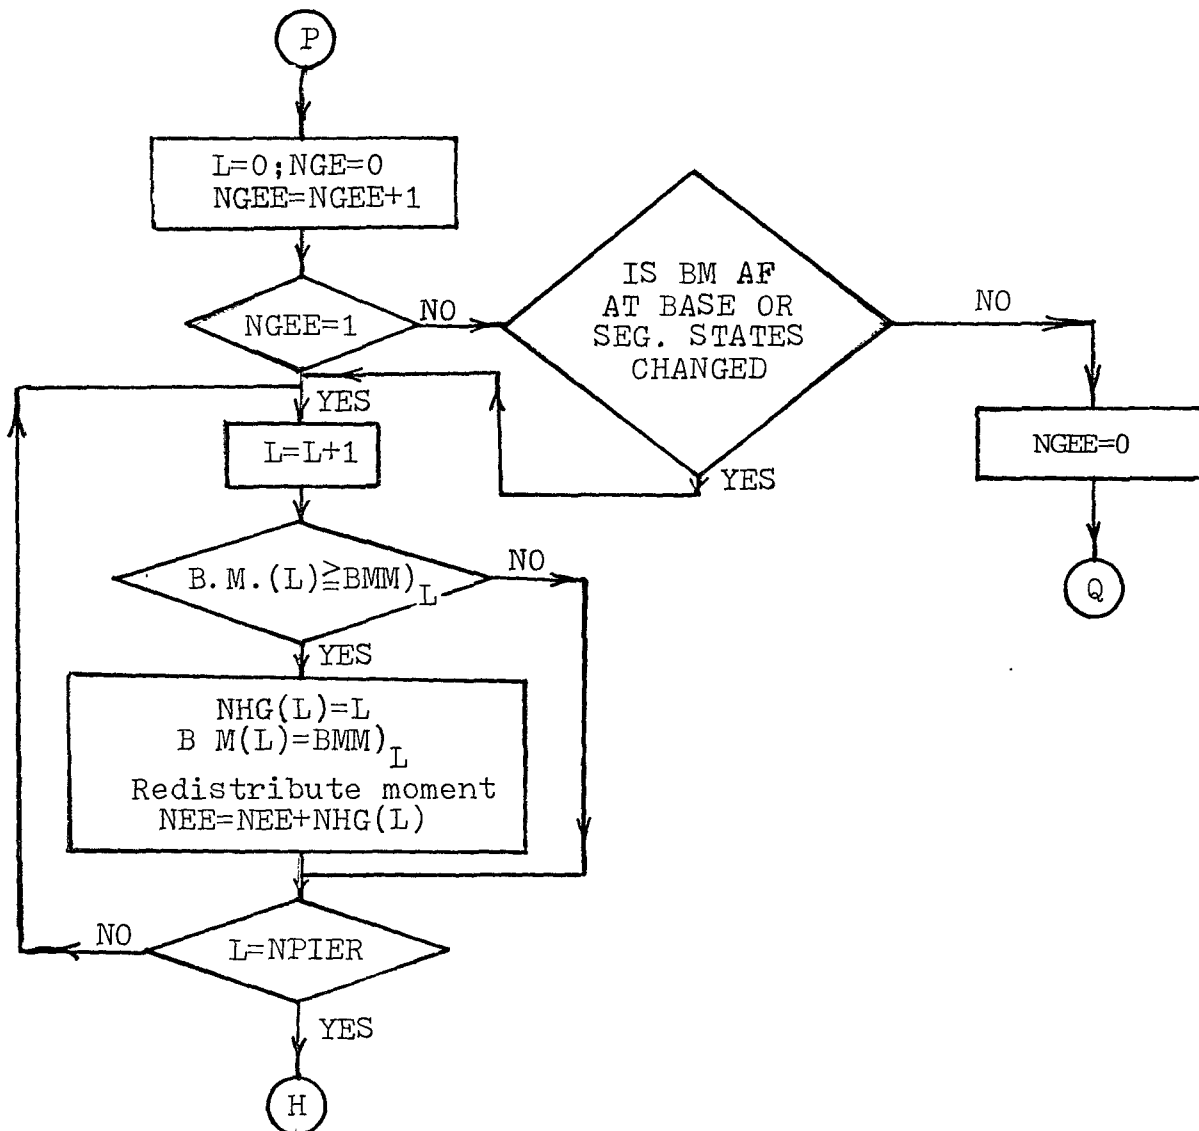 P
L=0;NGE=0
NGEE=NGEE+1
NGEE=1
NO
IS BM AF
AT BASE OR
SEG. STATES
CHANGED
NO
NGEE=0
Q
YES
YES
L=L+1
B.M.(L)≧BMM)L
NO
YES
NHG(L)=L
B M(L)=BMM)L
Redistribute moment
NEE=NEE+NHG(L)
NO
L=NPIER
YES
H